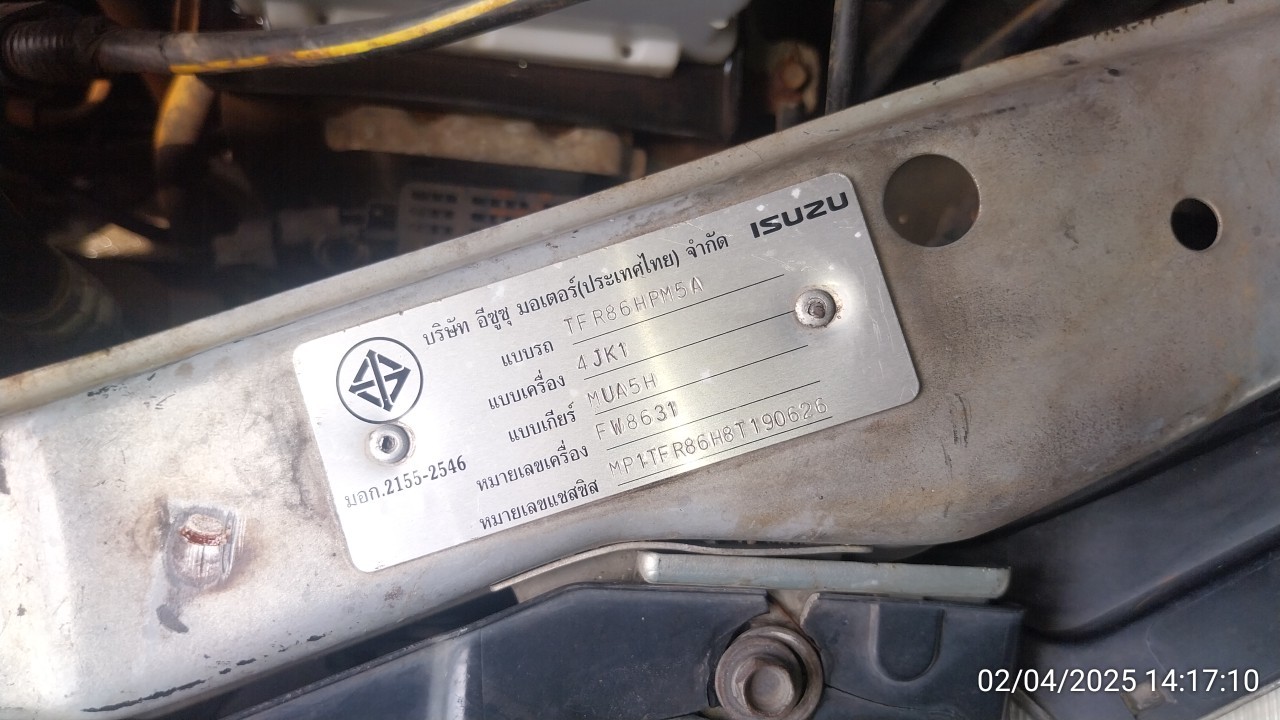 ISUZU
บริษัท อีซูซุ มอเตอร์(ประเทศไทย) จำกัด
แบบรถ TFR86HPM5A
แบบเครื่อง 4JK1
แบบเกียร์ MUA5H
หมายเลขเครื่อง FW8631
หมายเลขแชสซิส MP1TFR86H8T190626
มอก.2155-2546
02/04/2025 14:17:10